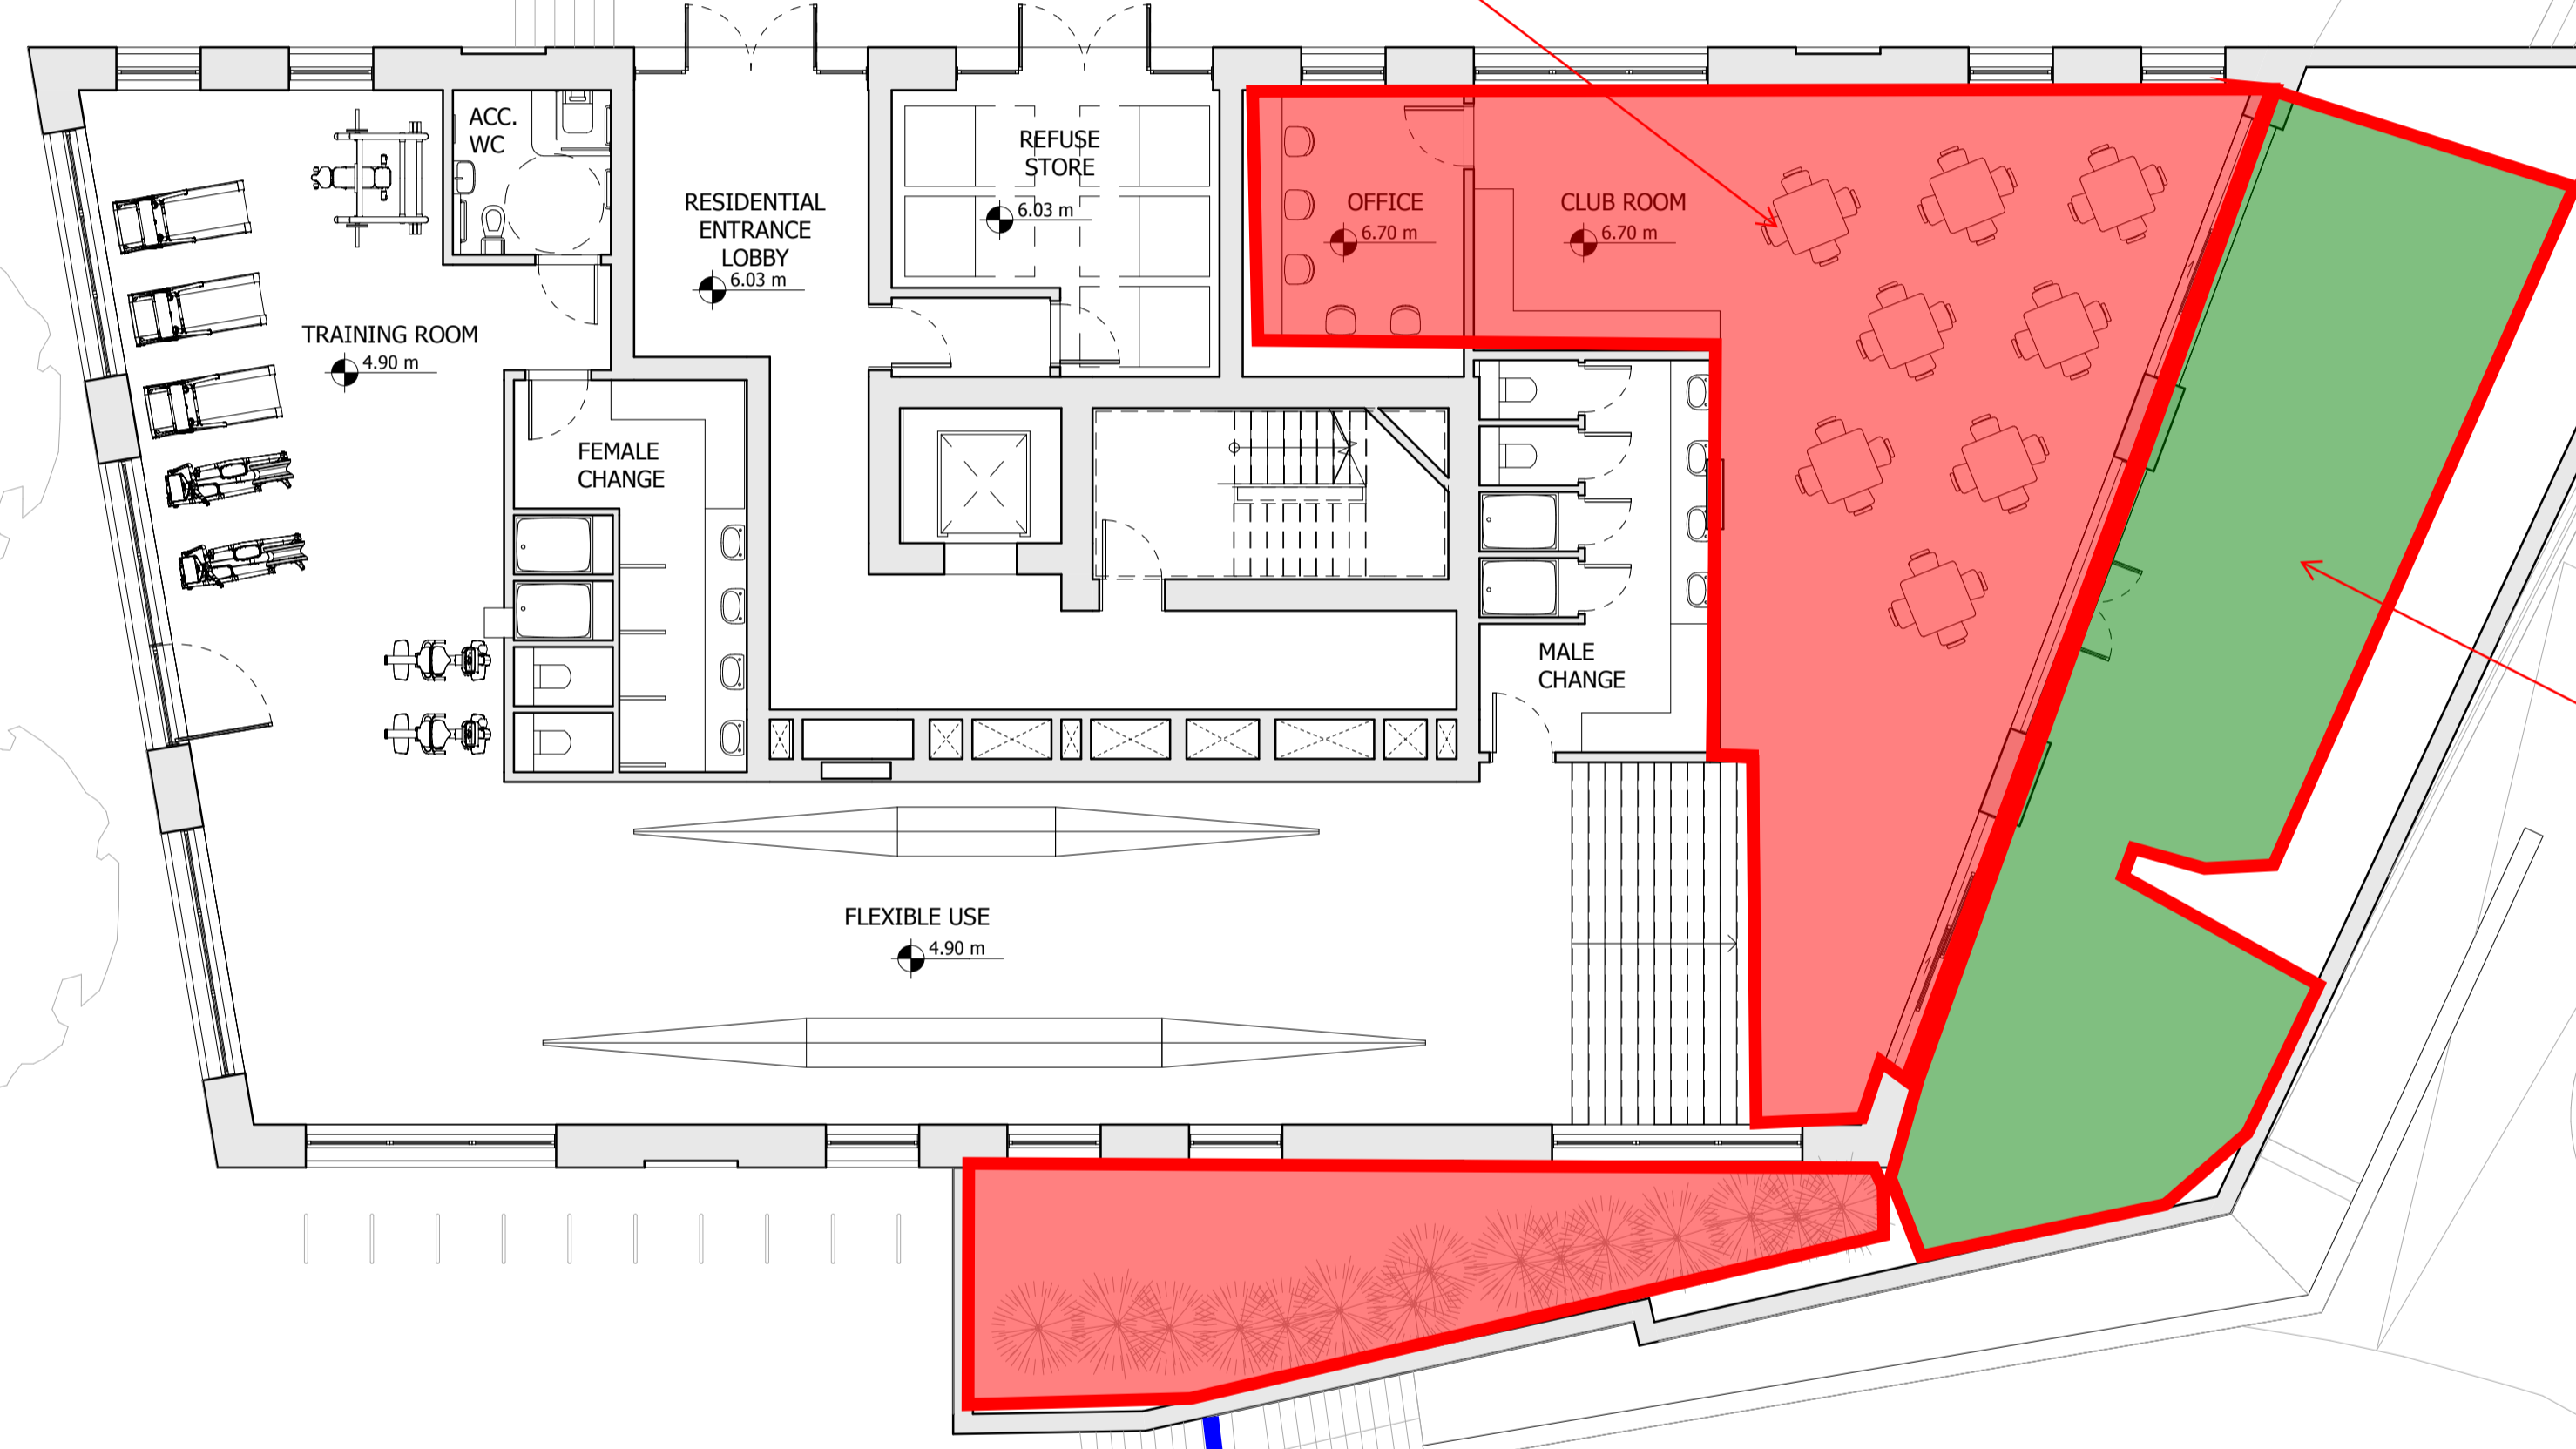 ACC.
WC
REFUSE
STORE
6.03 m
RESIDENTIAL
ENTRANCE
LOBBY
6.03 m
OFFICE
6.70 m
CLUB ROOM
6.70 m
TRAINING ROOM
4.90 m
FEMALE
CHANGE
MALE
CHANGE
FLEXIBLE USE
4.90 m